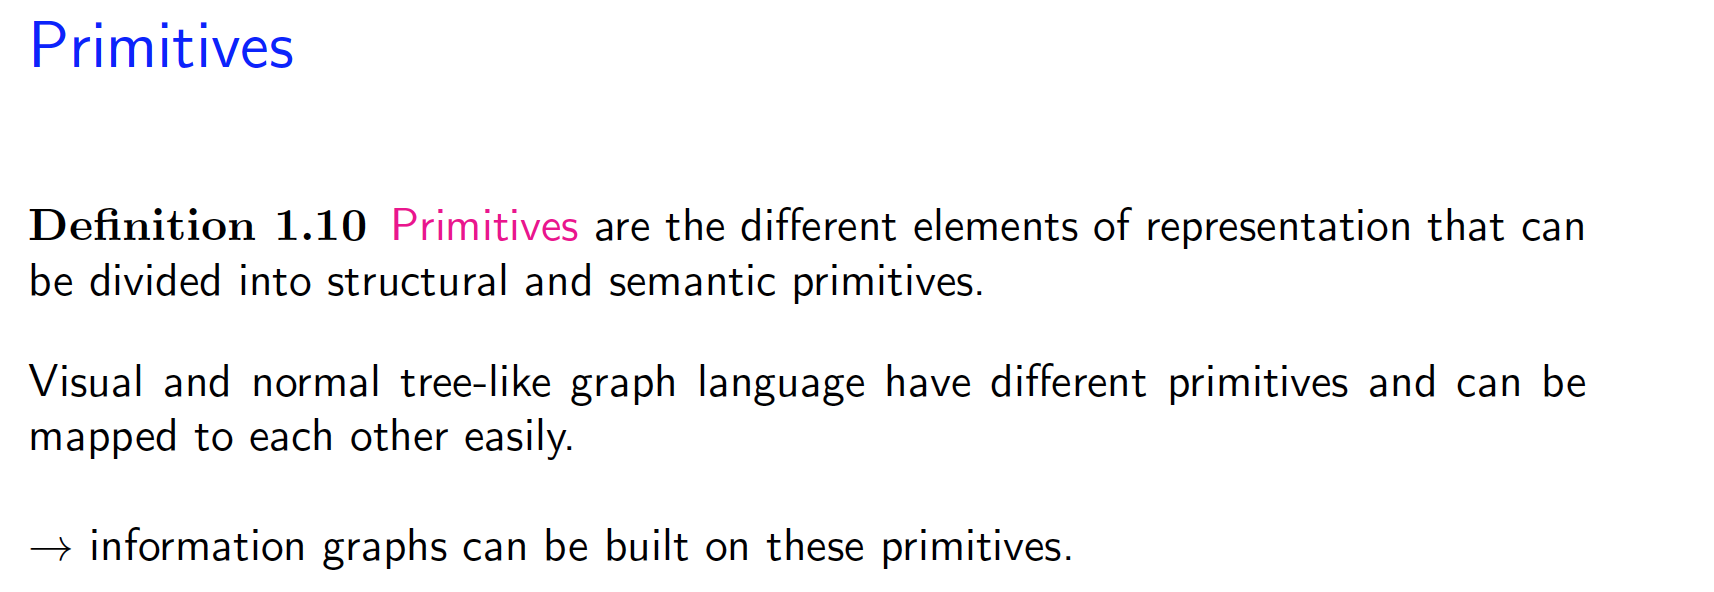 Primitives
Definition 1.10 Primitives are the different elements of representation that can
be divided into structural and semantic primitives.
Visual and normal tree-like graph language have different primitives and can be
mapped to each other easily.
→ information graphs can be built on these primitives.